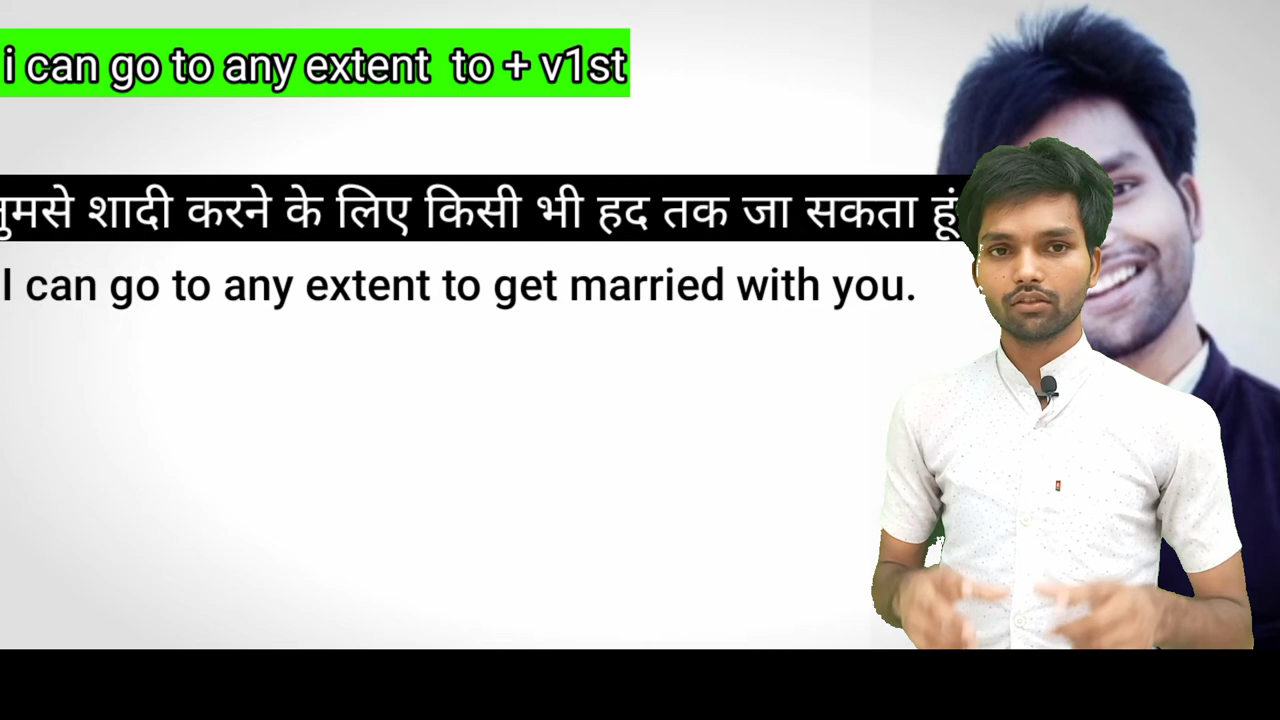 i can go to any extent to + v1st
तुमसे शादी करने के लिए किसी भी हद तक जा सकता हूं
I can go to any extent to get married with you.